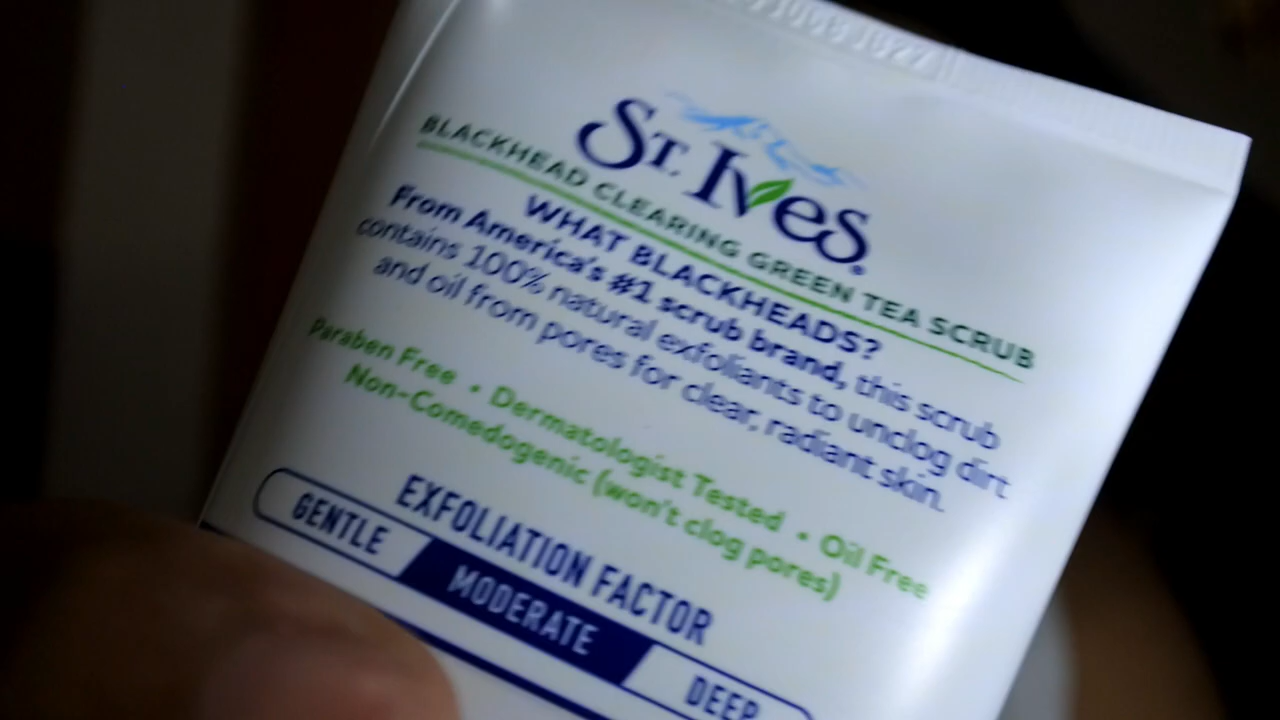 St. Ives
BLACKHEAD CLEARING GREEN TEA SCRUB
WHAT BLACKHEADS?
From America's #1 scrub brand, this scrub
contains 100% natural exfoliants to unclog dirt
and oil from pores for clear, radiant skin.
Paraben Free • Dermatologist Tested • Oil Free
Non-Comedogenic (won't clog pores)
EXFOLIATION FACTOR
GENTLE MODERATE DEEP